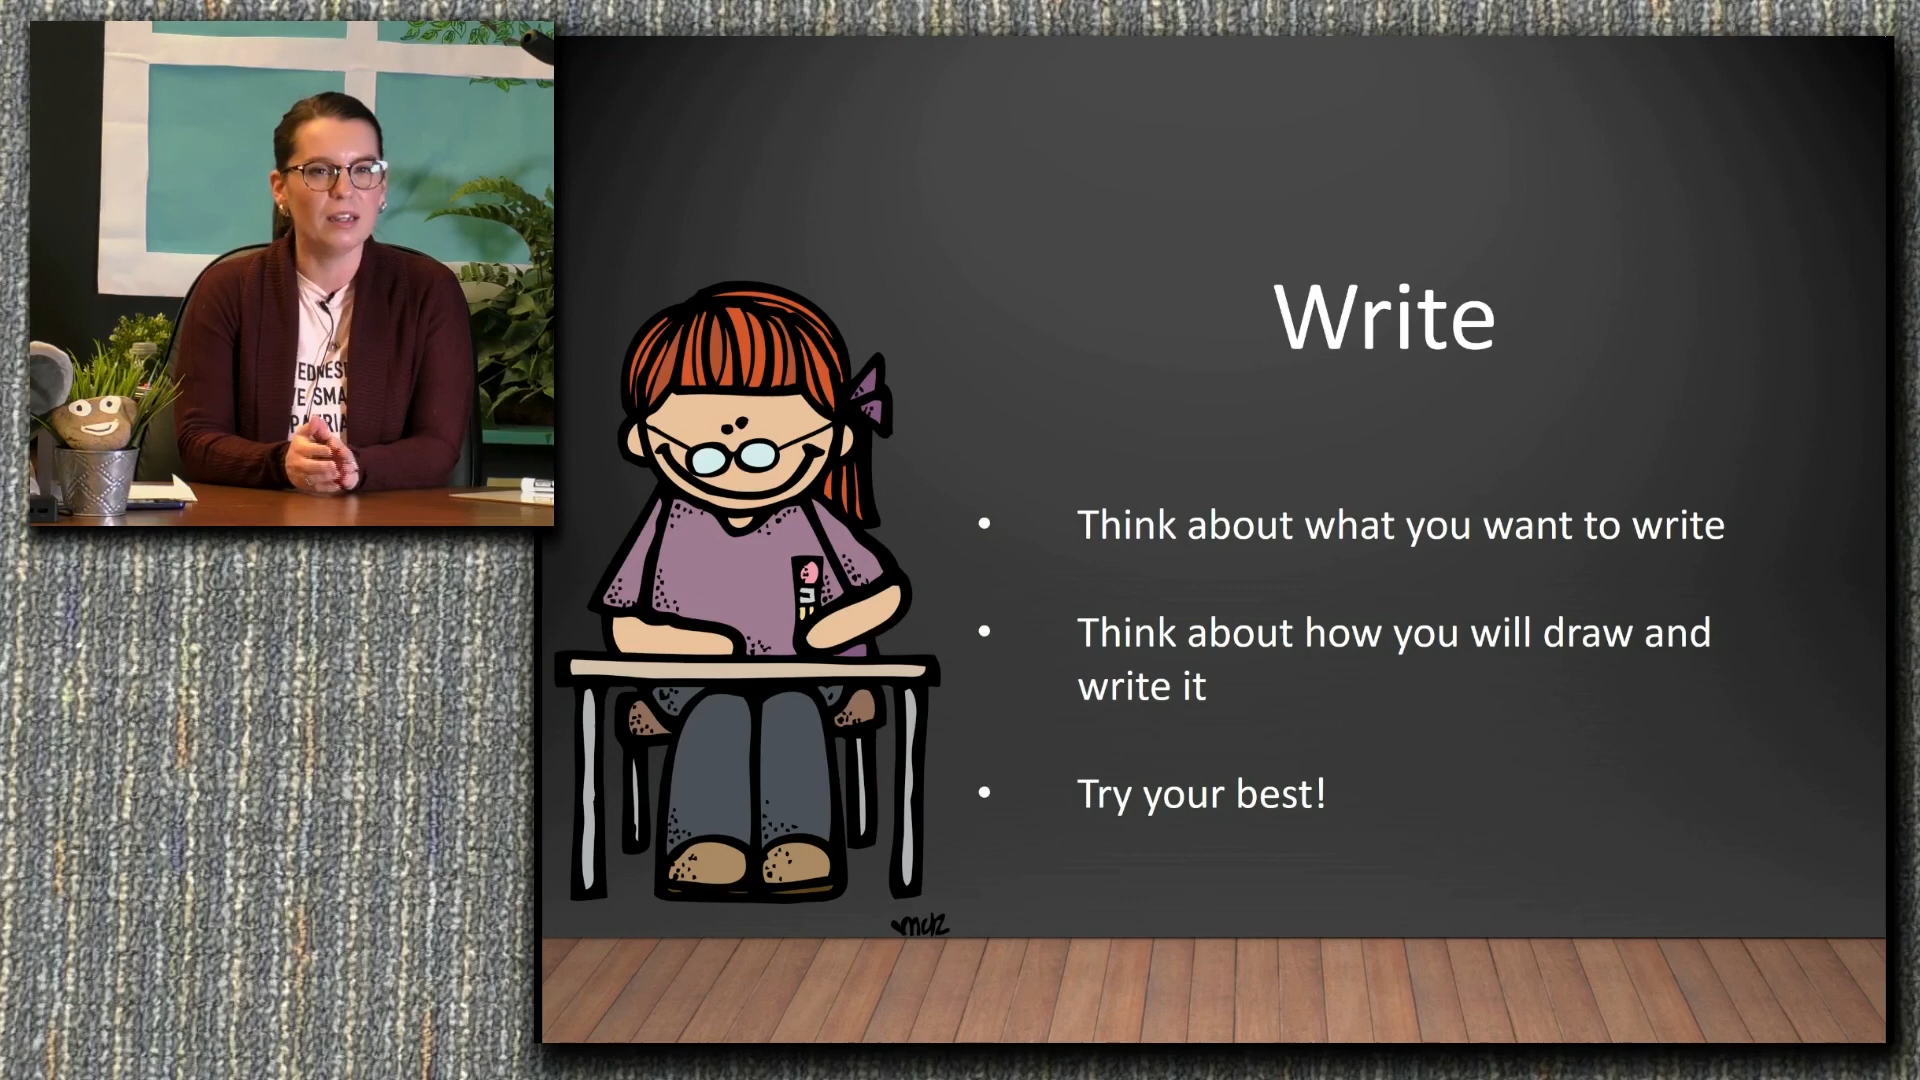 Write
• Think about what you want to write
• Think about how you will draw and
write it
• Try your best!